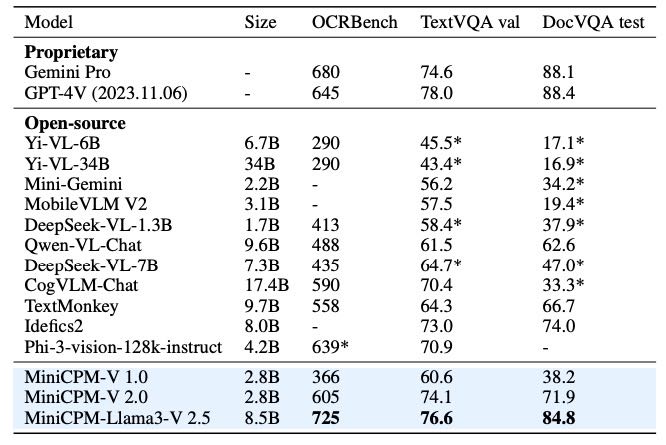 Model Size OCRBench TextVQA val DocVQA test
Proprietary
Gemini Pro - 680 74.6 88.1
GPT-4V (2023.11.06) - 645 78.0 88.4
Open-source
Yi-VL-6B 6.7B 290 45.5* 17.1*
Yi-VL-34B 34B 290 43.4* 16.9*
Mini-Gemini 2.2B - 56.2 34.2*
MobileVLM V2 3.1B - 57.5 19.4*
DeepSeek-VL-1.3B 1.7B 413 58.4* 37.9*
Qwen-VL-Chat 9.6B 488 61.5 62.6
DeepSeek-VL-7B 7.3B 435 64.7* 47.0*
CogVLM-Chat 17.4B 590 70.4 33.3*
TextMonkey 9.7B 558 64.3 66.7
Idefics2 8.0B - 73.0 74.0
Phi-3-vision-128k-instruct 4.2B 639* 70.9 -
MiniCPM-V 1.0 2.8B 366 60.6 38.2
MiniCPM-V 2.0 2.8B 605 74.1 71.9
MiniCPM-Llama3-V 2.5 8.5B 725 76.6 84.8